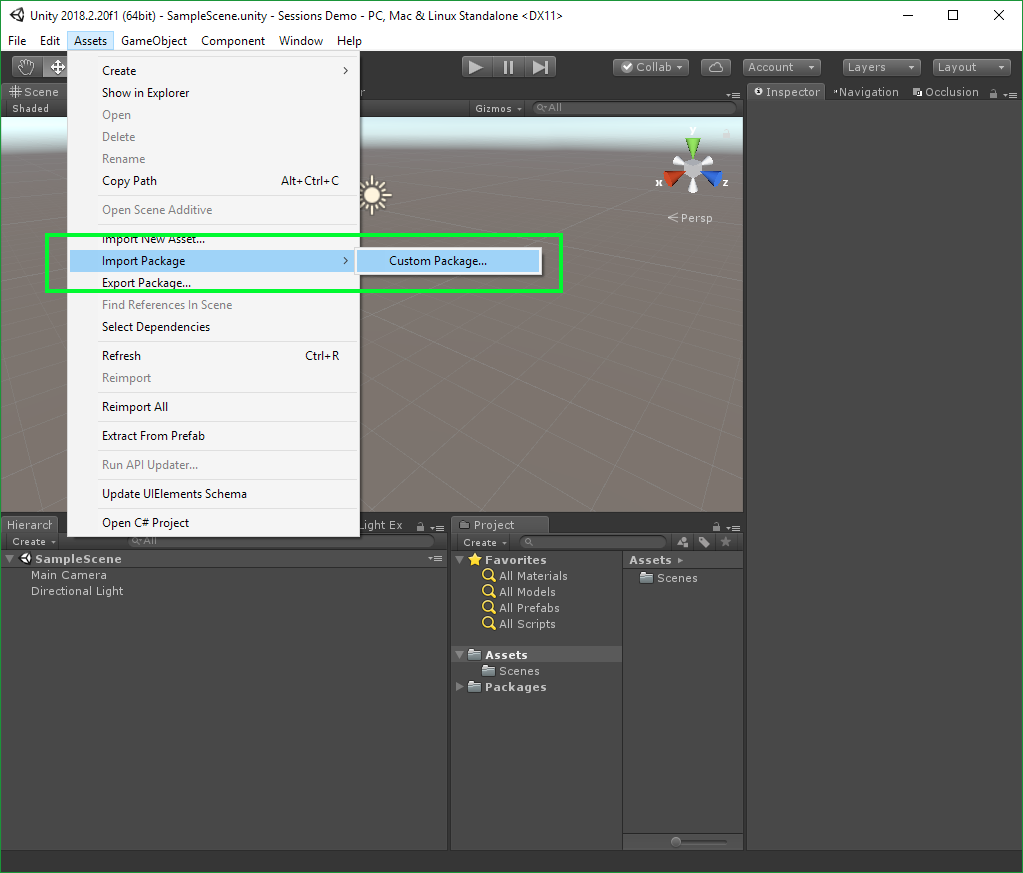 Unity 2018.2.20f1 (64bit) - SampleScene.unity - Sessions Demo - PC, Mac & Linux Standalone <DX11>
File Edit Assets GameObject Component Window Help
Collab Account Layers Layout
Scene Inspector Navigation Occlusion
Shaded Gizmos All
Create
Show in Explorer
Open
Delete
Rename
Copy Path Alt+Ctrl+C
Open Scene Additive
Import New Asset...
Import Package Custom Package...
Export Package...
Find References In Scene
Select Dependencies
Refresh Ctrl+R
Reimport
Reimport All
Extract From Prefab
Run API Updater...
Update UIElements Schema
Open C# Project
y
x z
Persp
Hierarch Light Ex
Create All
SampleScene
Main Camera
Directional Light
Project
Create
Favorites
All Materials
All Models
All Prefabs
All Scripts
Assets
Scenes
Packages
Assets
Scenes